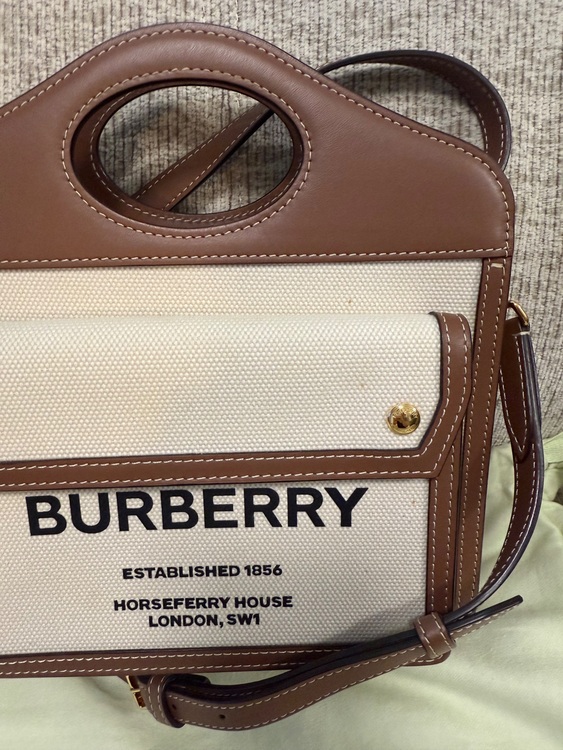 BURBERRY
ESTABLISHED 1856
HORSEFERRY HOUSE
LONDON, SW1